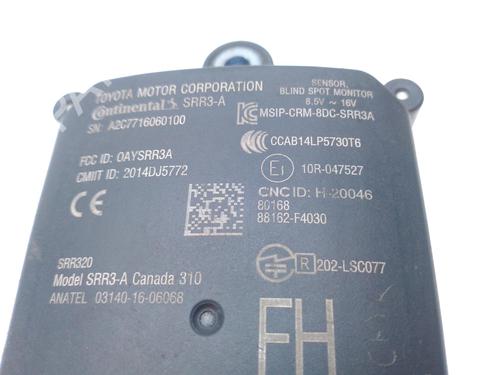 TOYOTA MOTOR CORPORATION
Continental SRR3-A
SN: A2C7716060100
SENSOR,
BLIND SPOT MONITOR
8.5V ~ 16V
MSIP-CRM-8DC-SRR3A
CCAB14LP5730T6
FCC ID: OAYSRR3A
CMIIT ID: 2014DJ5772
E1 10R-047527
CNC ID: H-20046
80168
88162-F4030
SRR320
Model SRR3-A Canada 310
ANATEL 03140-16-06068
R 202-LSC077
FH